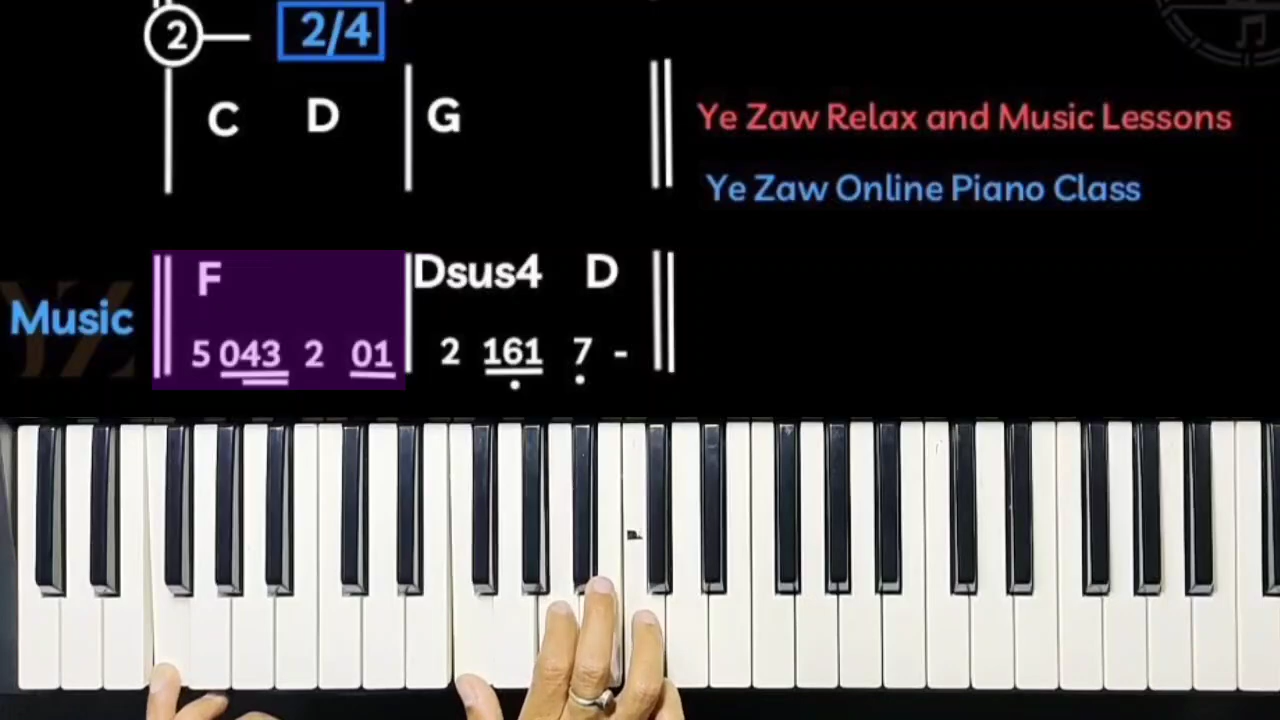 2 2/4
C D G
Ye Zaw Relax and Music Lessons
Ye Zaw Online Piano Class
F Dsus4 D
Music
5 043 2 01 2 161 7 -